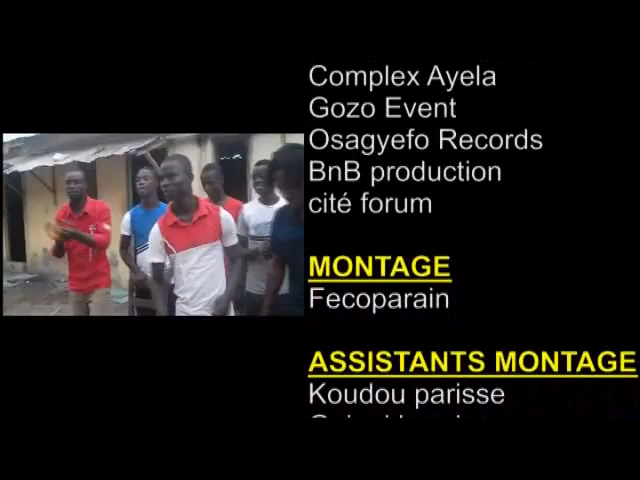 Complex Ayela
Gozo Event
Osagyefo Records
BnB production
cité forum
MONTAGE
Fecoparain
ASSISTANTS MONTAGE
Koudou parisse